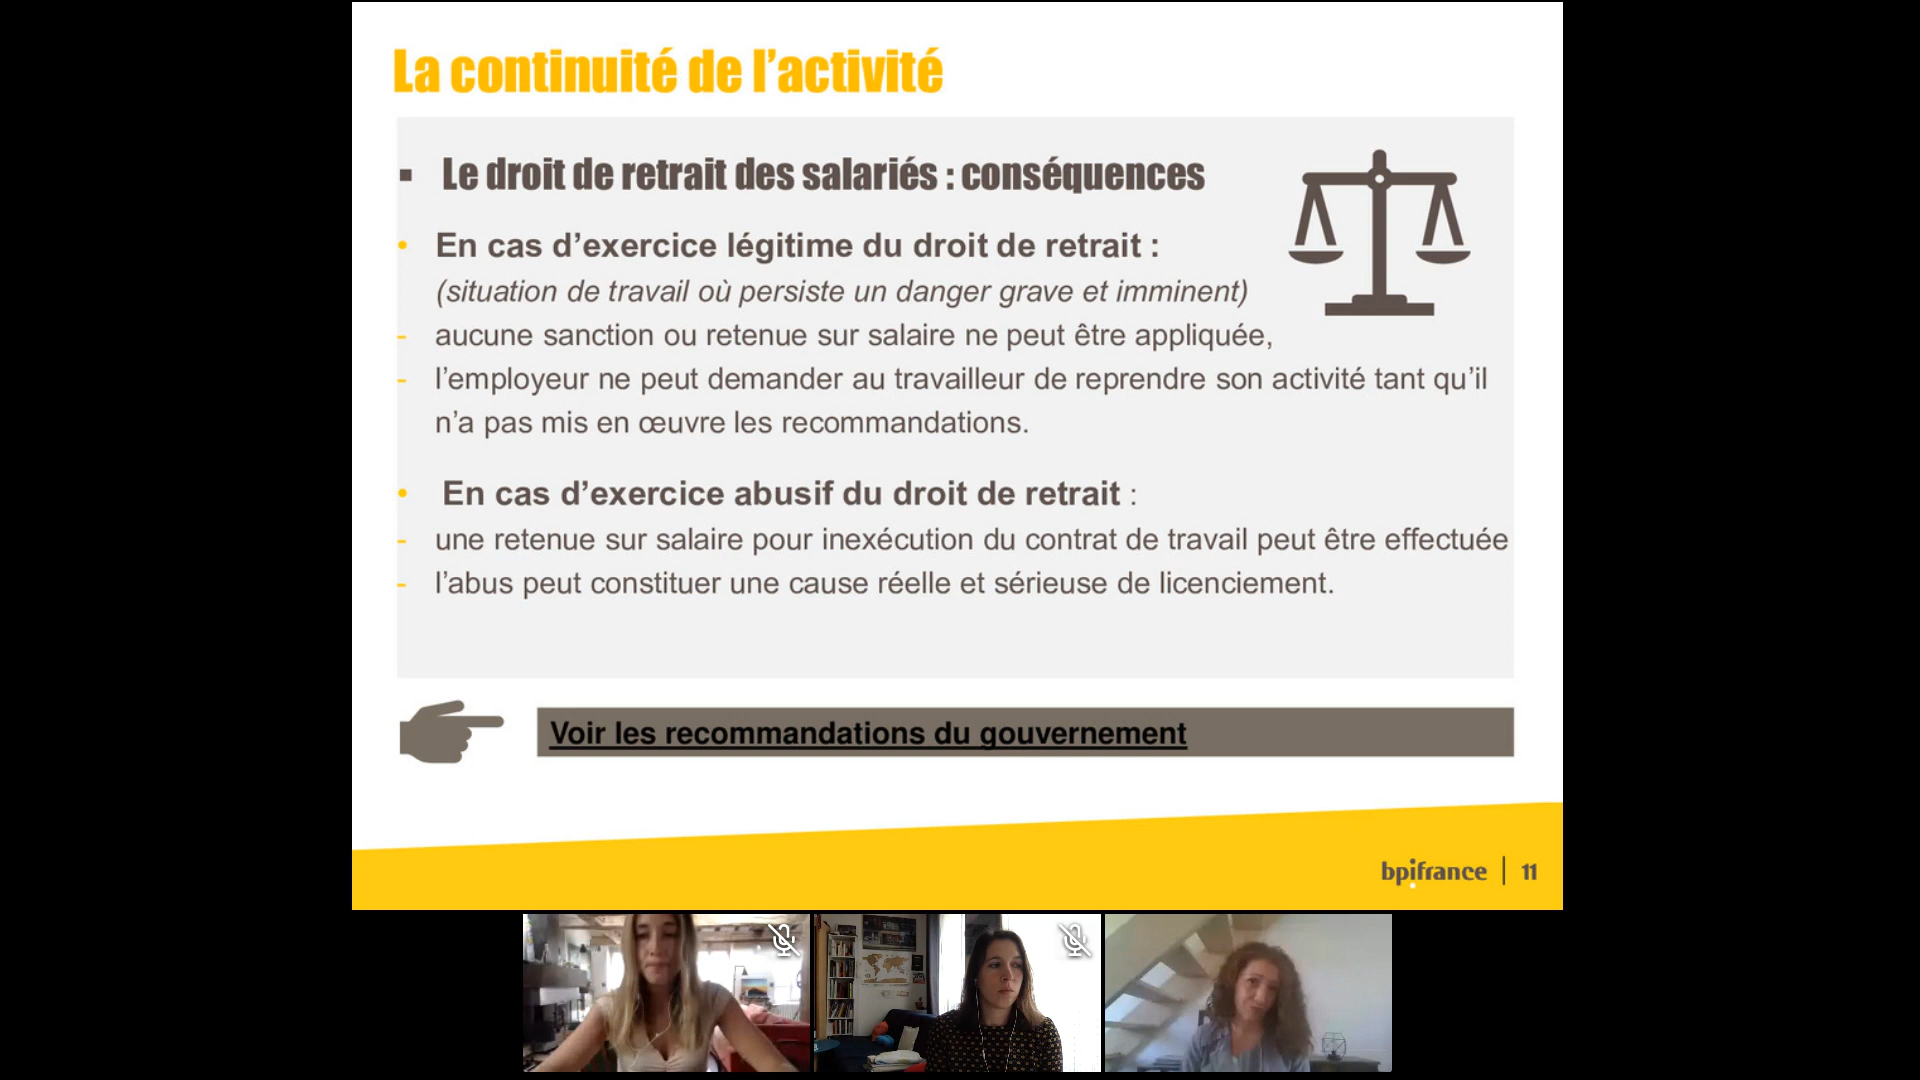 La continuité de l’activité
▪ Le droit de retrait des salariés : conséquences
• En cas d’exercice légitime du droit de retrait :
(situation de travail où persiste un danger grave et imminent)
- aucune sanction ou retenue sur salaire ne peut être appliquée,
- l’employeur ne peut demander au travailleur de reprendre son activité tant qu’il
n’a pas mis en œuvre les recommandations.
• En cas d’exercice abusif du droit de retrait :
- une retenue sur salaire pour inexécution du contrat de travail peut être effectuée
- l’abus peut constituer une cause réelle et sérieuse de licenciement.
Voir les recommandations du gouvernement
bpifrance | 11